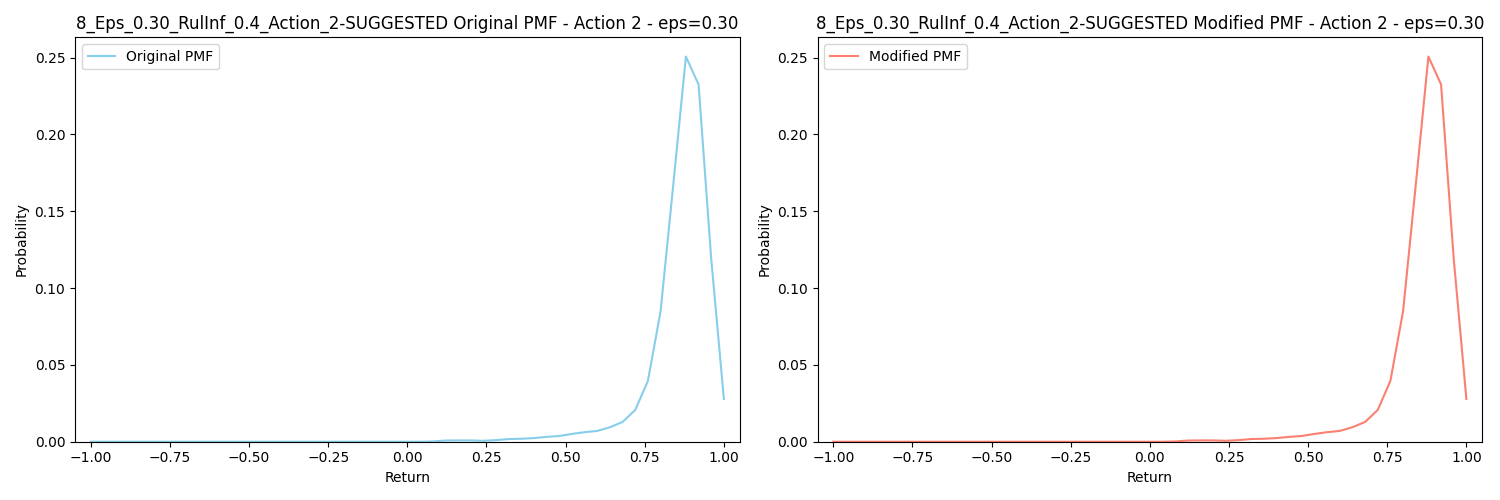 8_Eps_0.30_RulInf_0.4_Action_2-SUGGESTED Original PMF - Action 2 - eps=0.30
Original PMF
0.25
0.20
0.15
0.10
0.05
0.00
Probability
−1.00 −0.75 −0.50 −0.25 0.00 0.25 0.50 0.75 1.00
Return
8_Eps_0.30_RulInf_0.4_Action_2-SUGGESTED Modified PMF - Action 2 - eps=0.30
Modified PMF
0.25
0.20
0.15
0.10
0.05
0.00
Probability
−1.00 −0.75 −0.50 −0.25 0.00 0.25 0.50 0.75 1.00
Return